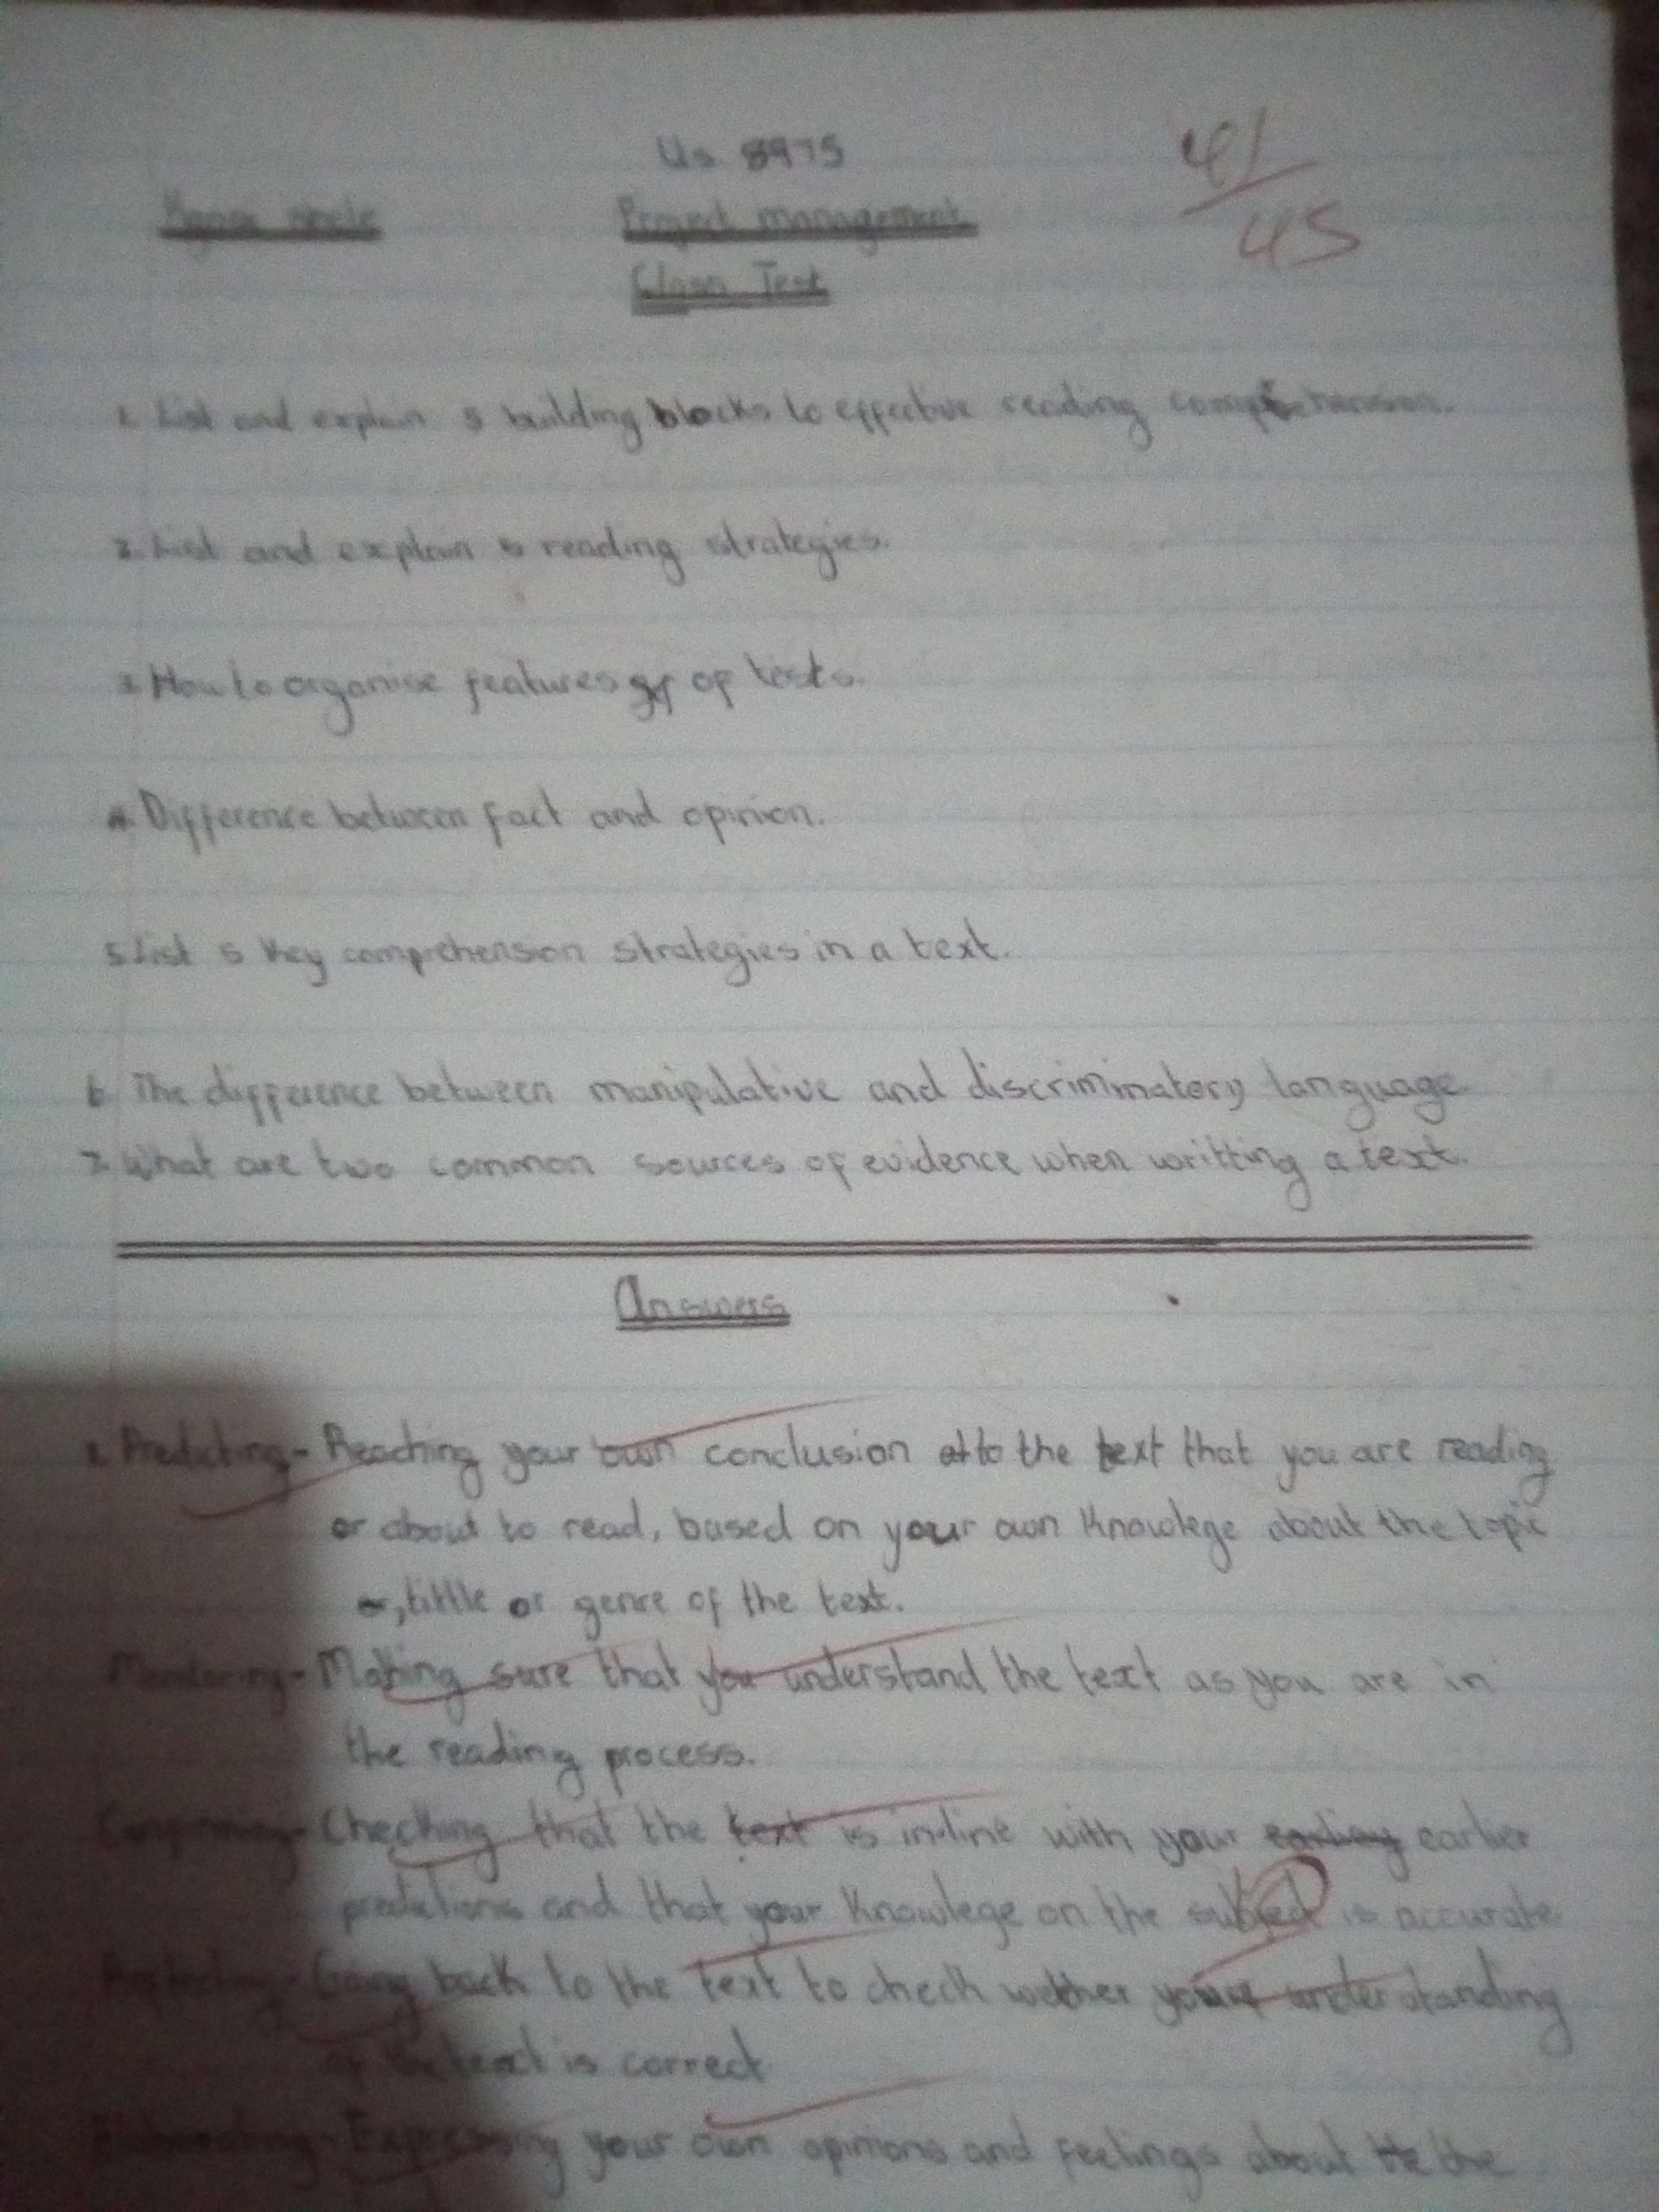 Us 8975
41/45
Project management
Class Test
1. List and explain 5 building blocks to effective reading comprehension.
2. List and explain 5 reading strategies.
3. How to organise features of of texts.
4. Difference between fact and opinion.
5. List 5 key comprehension strategies in a text.
6. The difference between manipulative and discriminatory language
7. What are two common sources of evidence when writting a text.
Answers
1. Predicting - Reaching your own conclusion to the text that you are reading
or about to read, based on your own knowlege about the topic
, tittle or genre of the text.
Monitoring - Making sure that you understand the text as you are in
the reading process.
Confirming - Checking that the text is in-line with your earlier
predictions and that your knowlege on the subject is accurate
Reflecting - Going back to the text to check wether your understanding
of the text is correct
Elaborating - Expressing your own opinions and feelings about the the